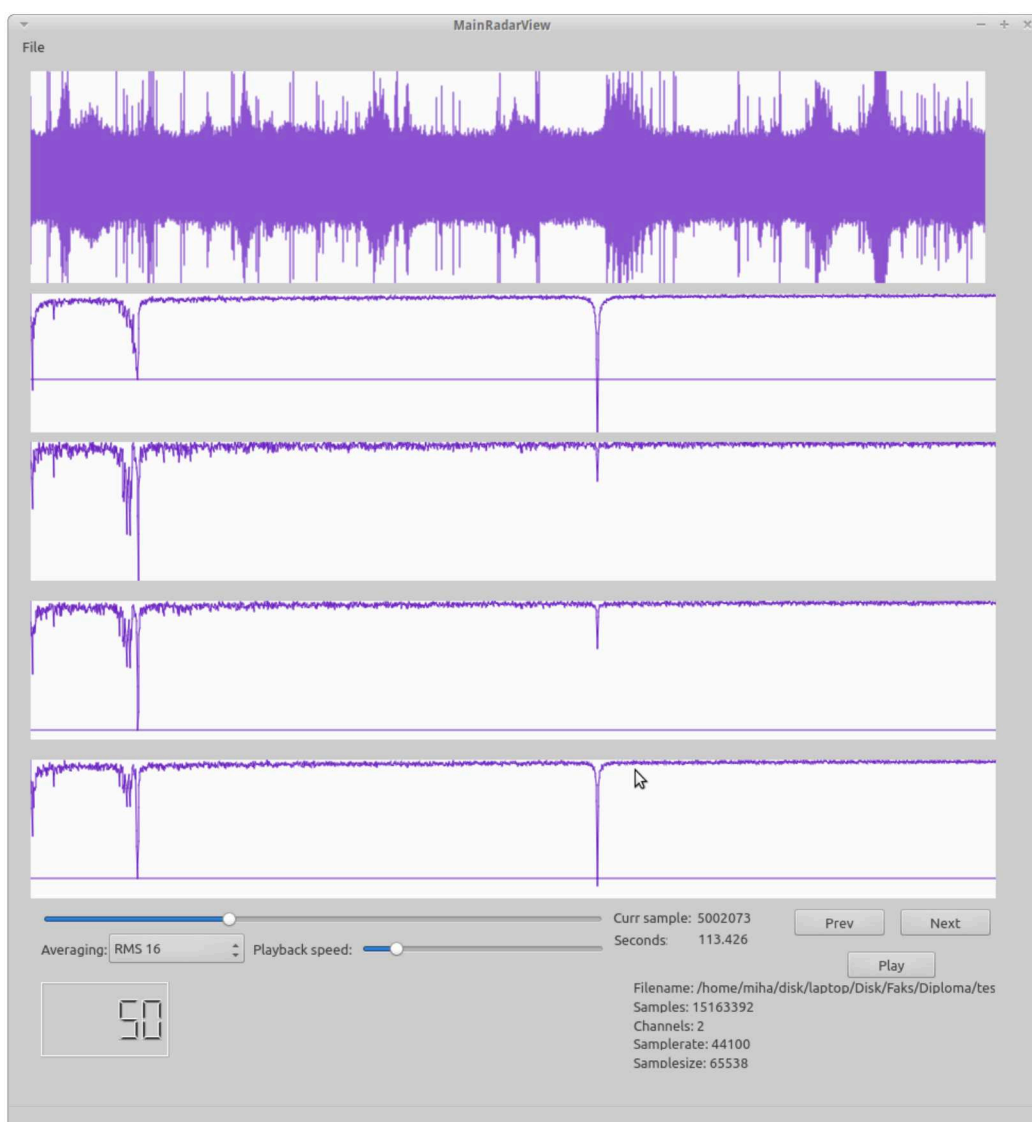 MainRadarView
File
Curr sample: 5002073
Prev
Next
Seconds: 113.426
Averaging: RMS 16
Playback speed:
Play
Filename: /home/miha/disk/laptop/Disk/Faks/Diploma/tes
Samples: 15163392
Channels: 2
Samplerate: 44100
Samplesize: 65538
50